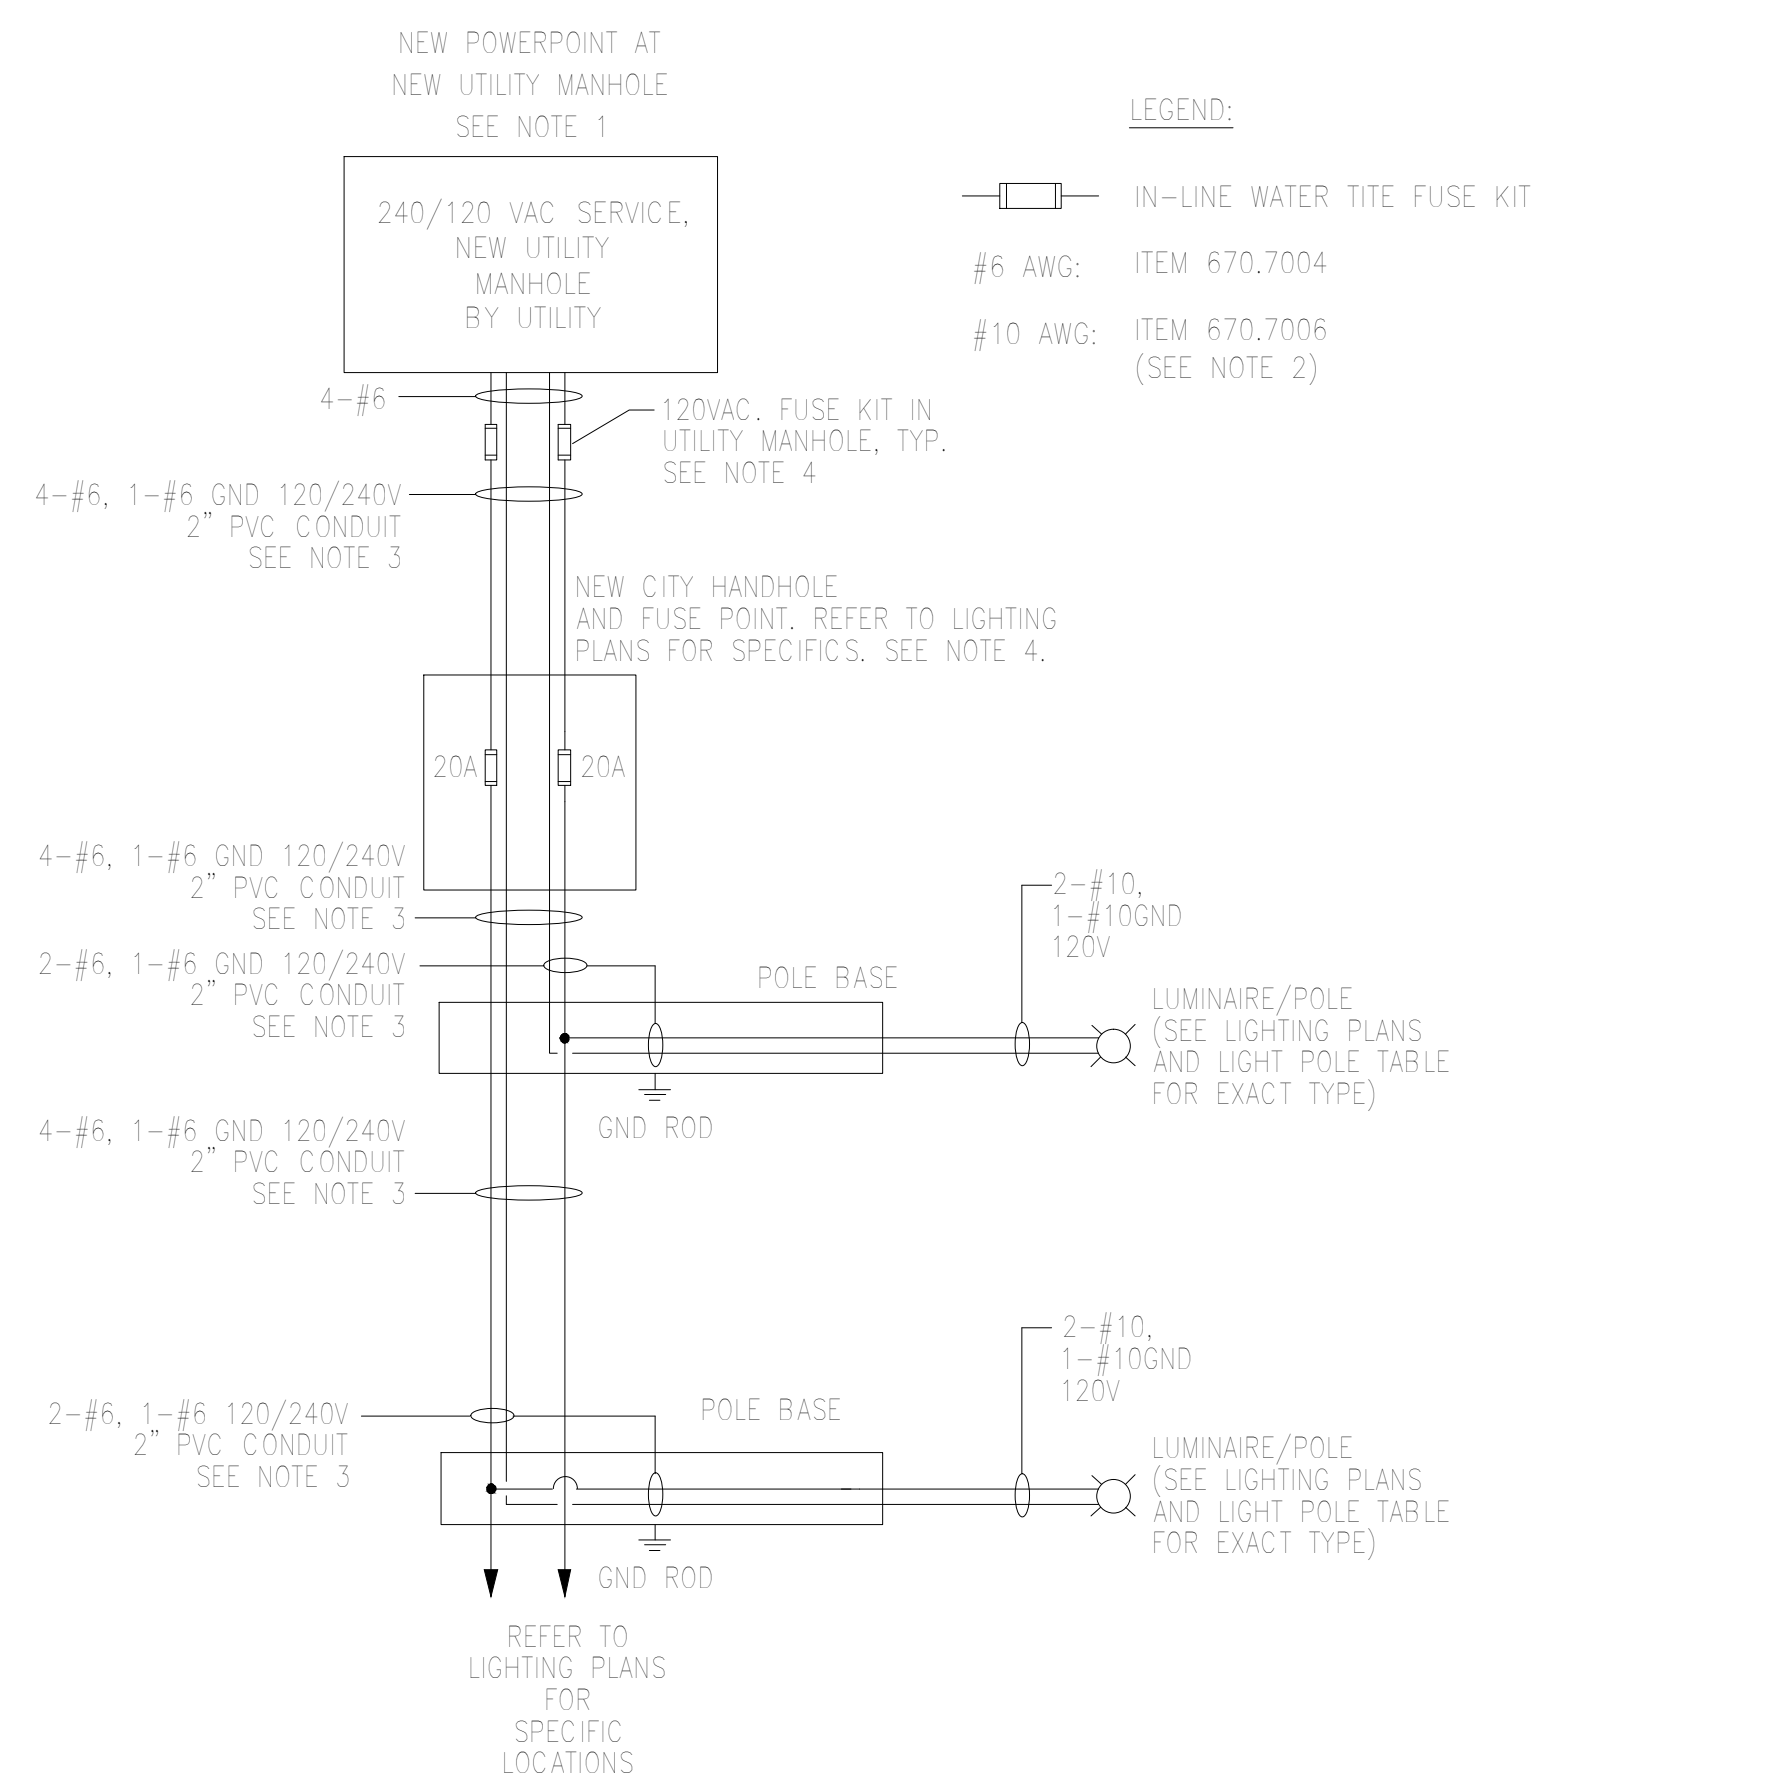 NEW POWERPOINT AT
NEW UTILITY MANHOLE
SEE NOTE 1
240/120 VAC SERVICE,
NEW UTILITY
MANHOLE
BY UTILITY
LEGEND:
IN-LINE WATER TITE FUSE KIT
#6 AWG: ITEM 670.7004
#10 AWG: ITEM 670.7006
(SEE NOTE 2)
4-#6
120VAC. FUSE KIT IN
UTILITY MANHOLE, TYP.
SEE NOTE 4
4-#6, 1-#6 GND 120/240V
2" PVC CONDUIT
SEE NOTE 3
NEW CITY HANDHOLE
AND FUSE POINT. REFER TO LIGHTING
PLANS FOR SPECIFICS. SEE NOTE 4.
20A
20A
4-#6, 1-#6 GND 120/240V
2" PVC CONDUIT
SEE NOTE 3
2-#6, 1-#6 GND 120/240V
2" PVC CONDUIT
SEE NOTE 3
POLE BASE
2-#10,
1-#10GND
120V
LUMINAIRE/POLE
(SEE LIGHTING PLANS
AND LIGHT POLE TABLE
FOR EXACT TYPE)
GND ROD
4-#6, 1-#6 GND 120/240V
2" PVC CONDUIT
SEE NOTE 3
2-#10,
1-#10GND
120V
2-#6, 1-#6 120/240V
2" PVC CONDUIT
SEE NOTE 3
POLE BASE
LUMINAIRE/POLE
(SEE LIGHTING PLANS
AND LIGHT POLE TABLE
FOR EXACT TYPE)
GND ROD
REFER TO
LIGHTING PLANS
FOR
SPECIFIC
LOCATIONS